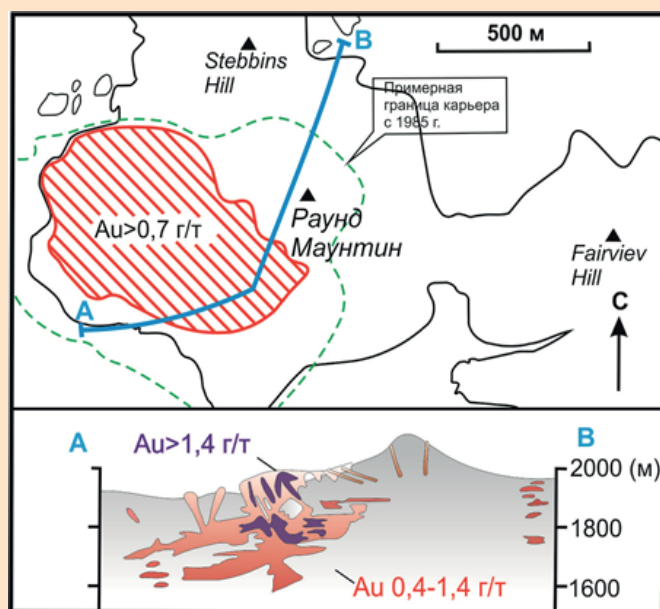 B
500 м
Stebbins
Hill
Примерная
граница карьера
с 1985 г.
Au>0,7 г/т
Раунд
Маунтин
Fairviev
Hill
A
С
A
Au>1,4 г/т
B
2000 (м)
1800
Au 0,4-1,4 г/т
1600